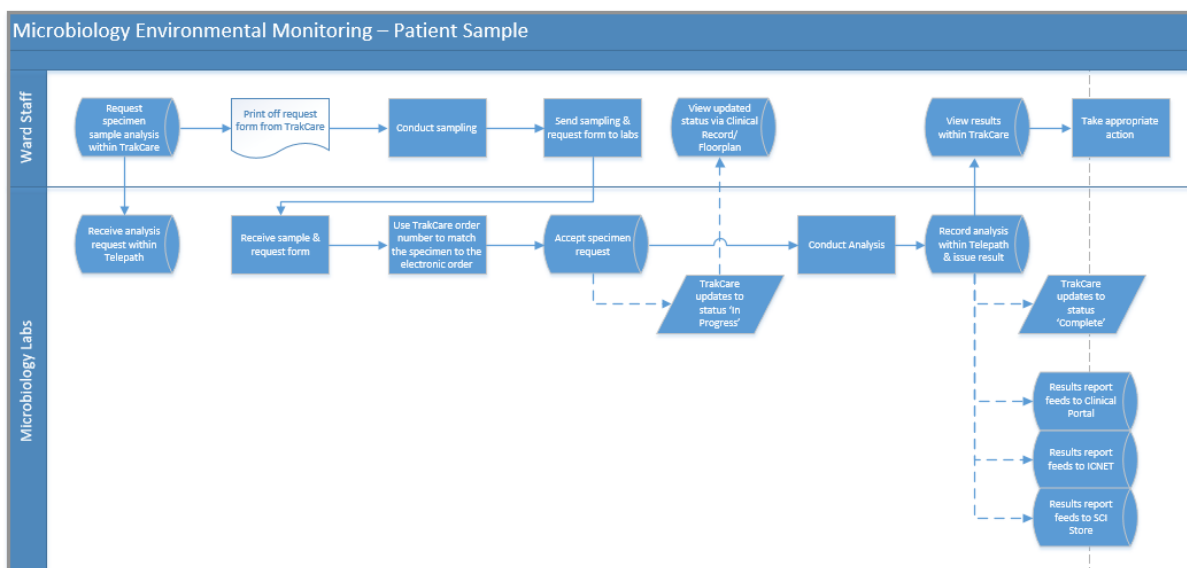 Microbiology Environmental Monitoring – Patient Sample
Ward Staff
Request
specimen
sample analysis
within TrakCare
Print off request
form from TrakCare
Conduct sampling
Send sampling &
request form to labs
View updated
status via Clinical
Record/
Floorplan
View results
within TrakCare
Take appropriate
action
Microbiology Labs
Receive analysis
request within
Telepath
Receive sample &
request form
Use TrakCare order
number to match
the specimen to the
electronic order
Accept specimen
request
TrakCare
updates to
status 'In
Progress'
Conduct Analysis
Record analysis
within Telepath
& issue result
TrakCare
updates to
status
'Complete'
Results report
feeds to Clinical
Portal
Results report
feeds to ICNET
Results report
feeds to SCI
Store